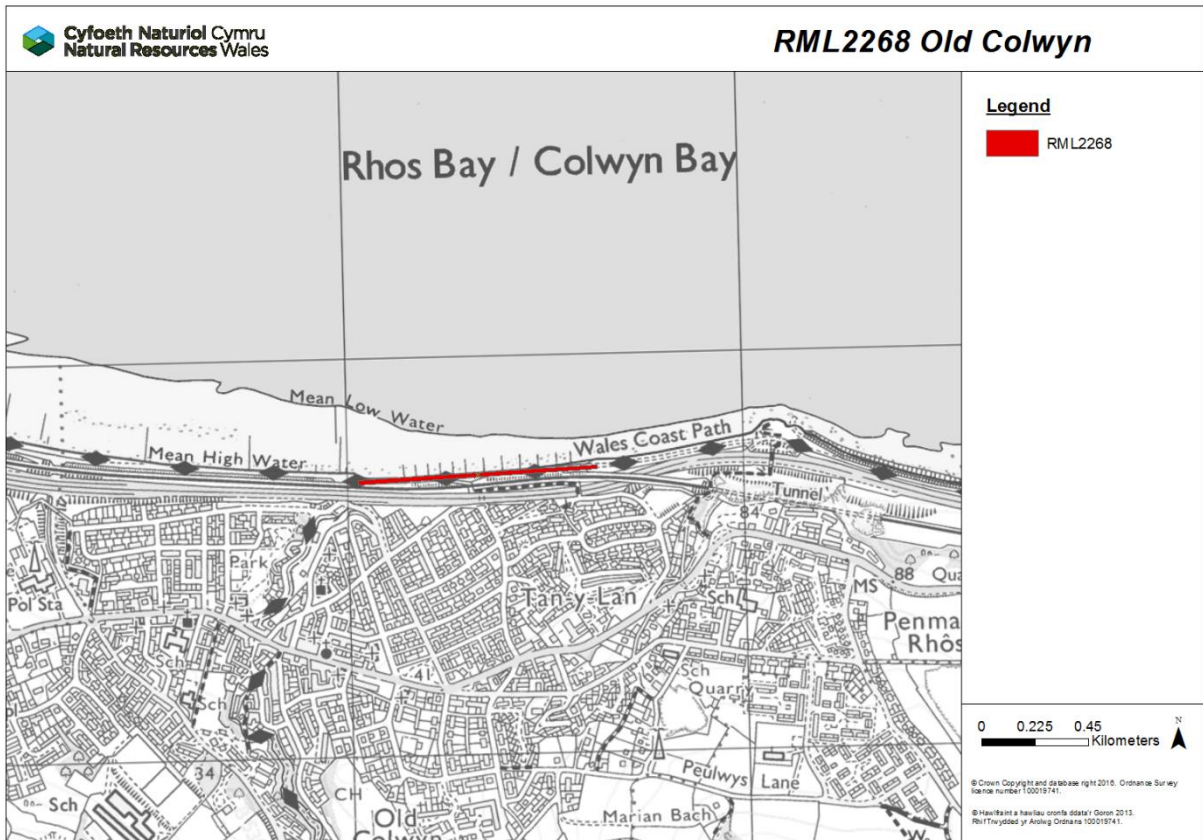 Cyfoeth Naturiol Cymru
Natural Resources Wales
RML2268 Old Colwyn
Legend
RML2268
Rhos Bay / Colwyn Bay
Mean Low Water
Wales Coast Path
Mean High Water
Tunnel
84
Park
88
Qua
Pol Sta
Tan-y-Lan
Sch
MS
Penma
Rhôs
Sch
41
Sch
Sch
Quarry
34
Peulwys Lane
Sch
CH
Old
Colwyn
Marian Bach
W
0 0.225 0.45
Kilometers
N
© Crown Copyright and database right 2016. Ordnance Survey
licence number 100019741.
© Hawlfraint a hawliau cronfa ddata'r Goron 2013.
Rhif Trwydded yr Arolwg Ordnans 100019741.